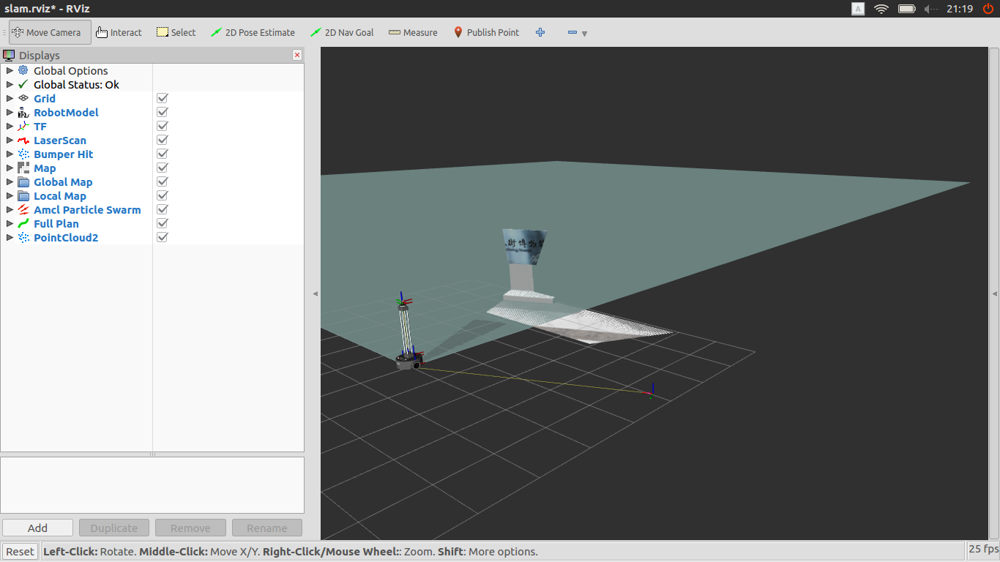 slam.rviz* - RViz
A
21:19
Move Camera
Interact
Select
2D Pose Estimate
2D Nav Goal
Measure
Publish Point
Displays
Global Options
Global Status: Ok
Grid
RobotModel
TF
LaserScan
Bumper Hit
Map
Global Map
Local Map
Amcl Particle Swarm
Full Plan
PointCloud2
術博物
Add
Duplicate
Remove
Rename
Reset
Left-Click: Rotate. Middle-Click: Move X/Y. Right-Click/Mouse Wheel:: Zoom. Shift: More options.
25 fps